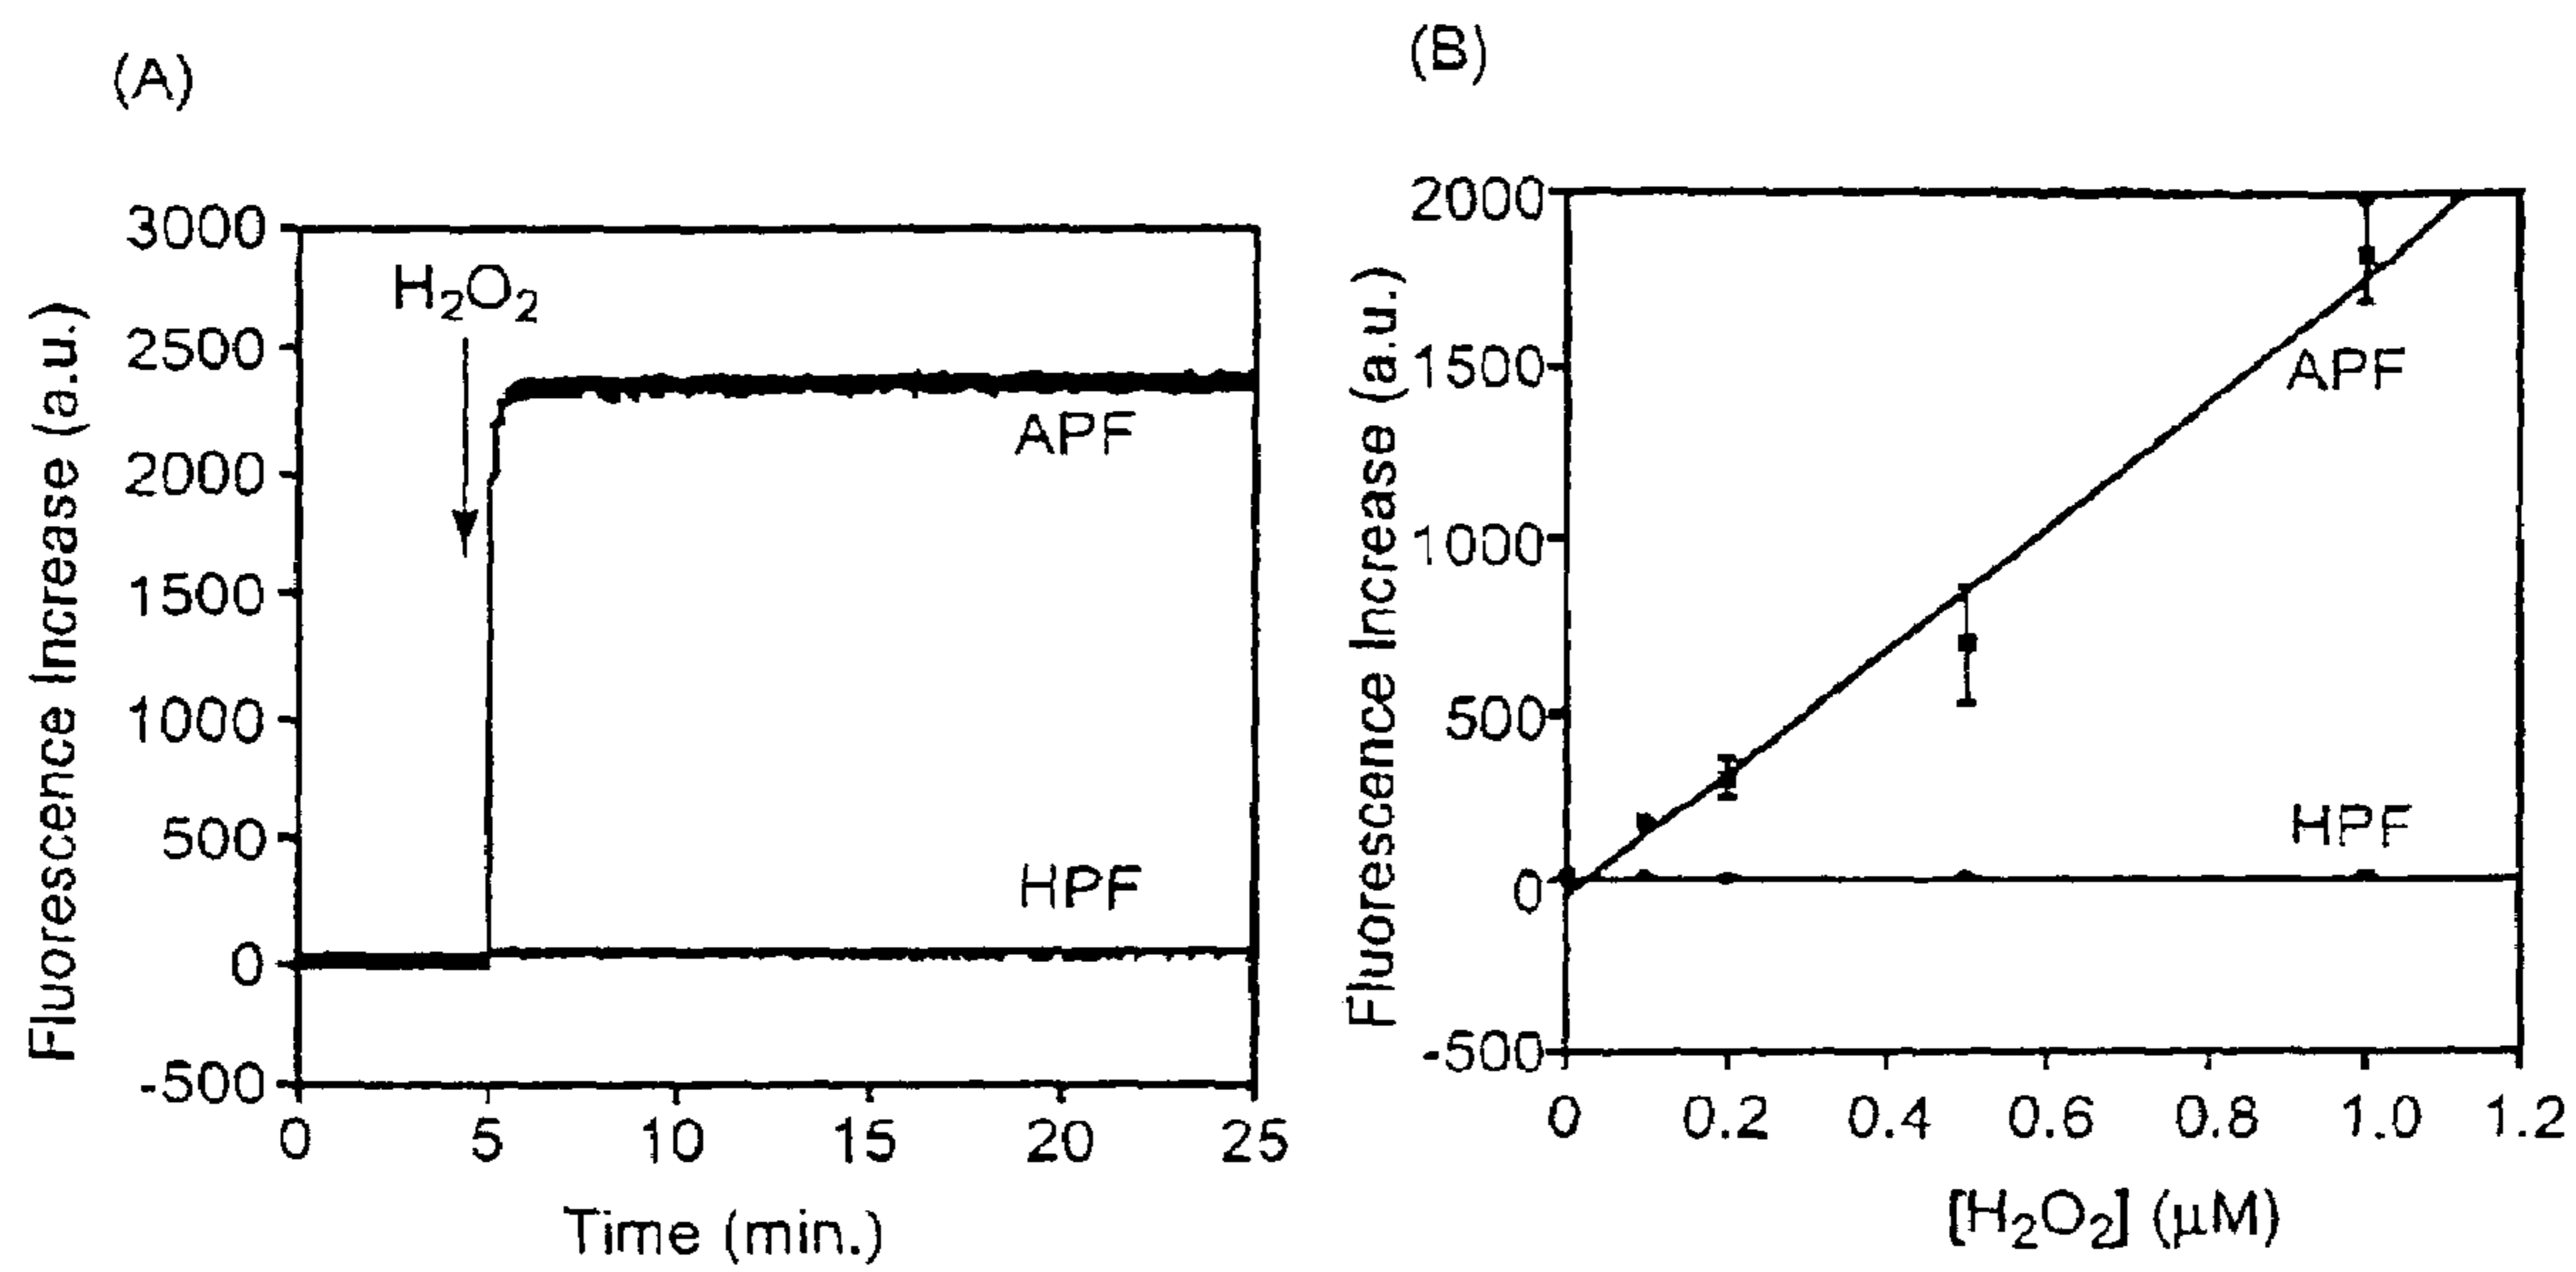 (A)
Fluorescence Increase (a.u.)
3000
2500
2000
1500
1000
500
0
-500
H₂O₂
APF
HPF
0 5 10 15 20 25
Time (min.)
(B)
Fluorescence Increase (a.u.)
2000
1500
1000
500
0
-500
APF
HPF
0 0.2 0.4 0.6 0.8 1.0 1.2
[H₂O₂] (μM)